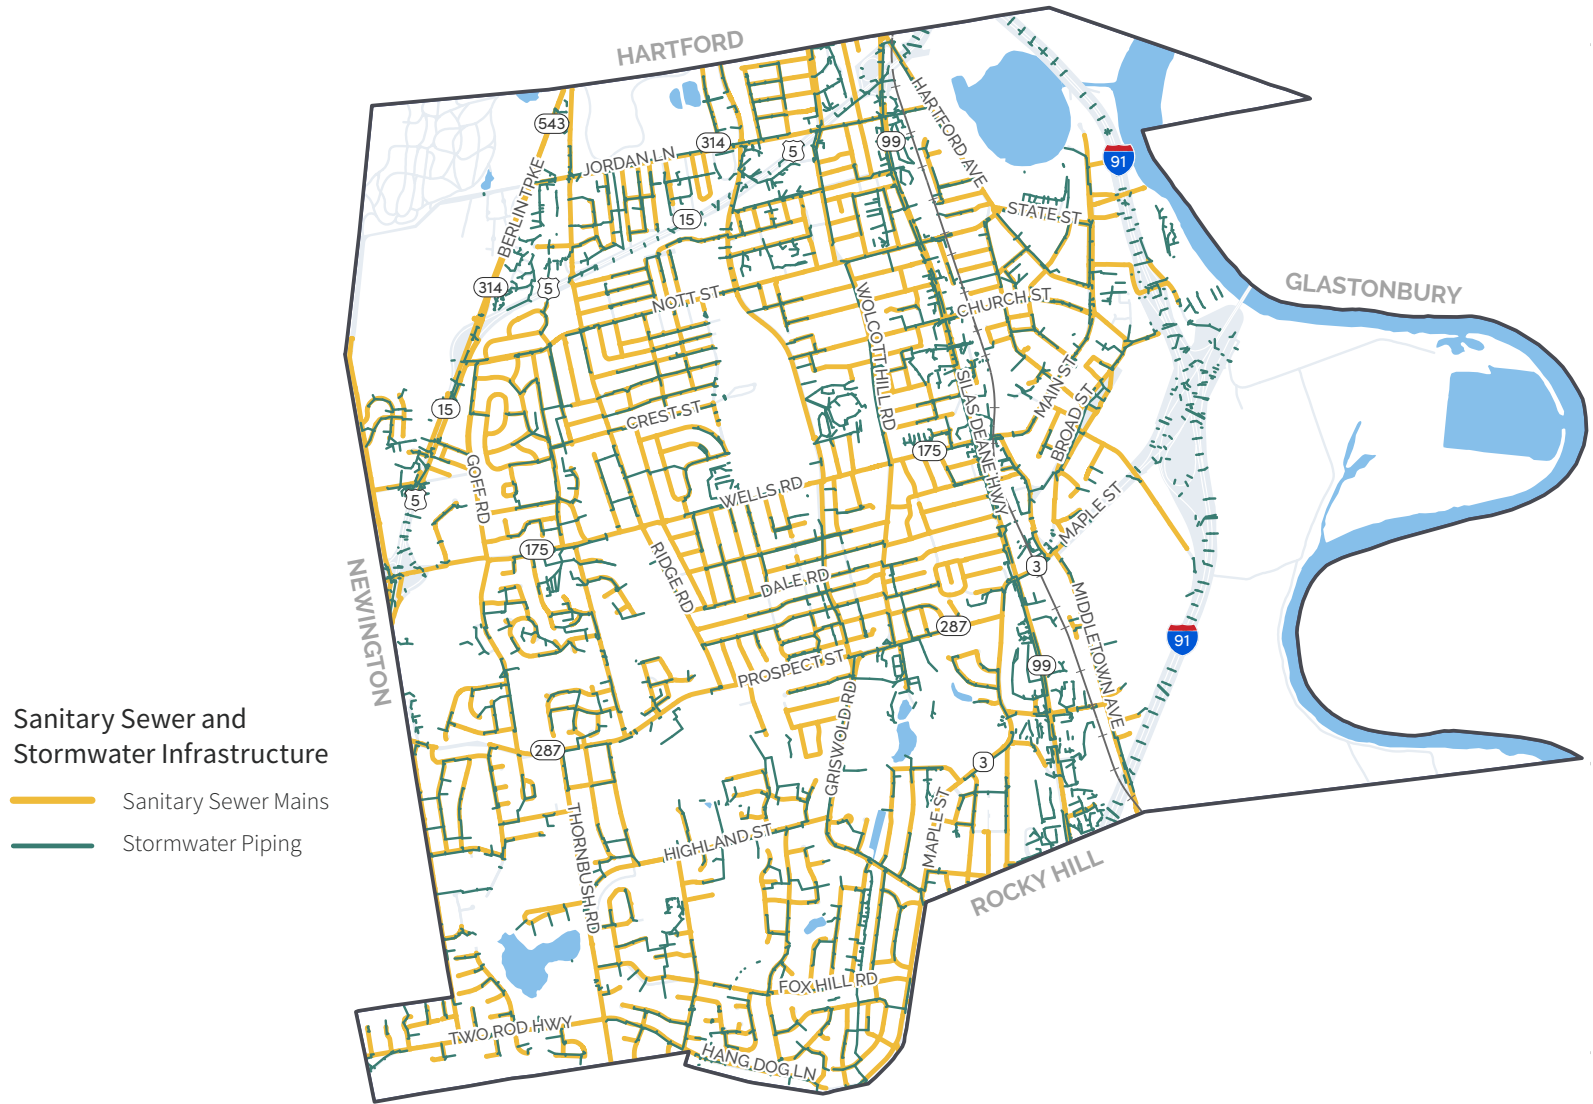 HARTFORD
543
314
5
99
HARTFORD AVE
91
JORDAN LN
BERLIN TPKE
15
STATE ST
314
5
NOTT ST
WOLCOTT HILL RD
CHURCH ST
GLASTONBURY
15
CREST ST
SILAS DEANE HWY
MAIN ST
BROAD ST
175
GOFF RD
5
WELLS RD
MAPLE ST
175
RIDGE RD
DALE RD
3
NEWINGTON
287
MIDDLETOWN AVE
91
PROSPECT ST
99
GRISWOLD RD
Sanitary Sewer and
Stormwater Infrastructure
287
3
Sanitary Sewer Mains
THORNBUSH RD
HIGHLAND ST
MAPLE ST
Stormwater Piping
ROCKY HILL
FOX HILL RD
TWO ROD HWY
HANG DOG LN